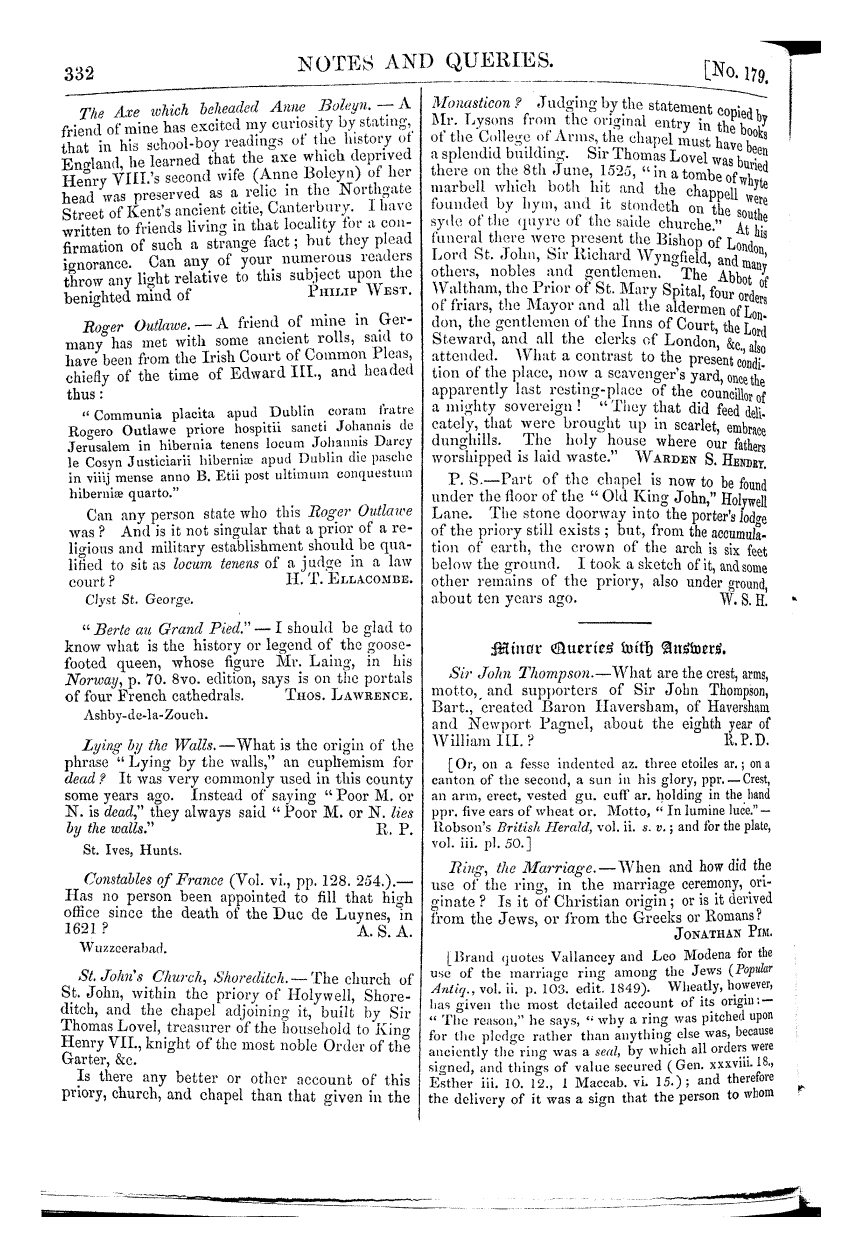 332
NOTES AND QUERIES.
[No. 179.
The Axe which beheaded Anne Boleyn. — A
friend of mine has excited my curiosity by stating,
that in his school-boy readings of the history of
England, he learned that the axe which deprived
Henry VIII.'s second wife (Anne Boleyn) of her
head was preserved as a relic in the Northgate
Street of Kent's ancient citie, Canterbury. I have
written to friends living in that locality for a con-
firmation of such a strange fact; but they plead
ignorance. Can any of your numerous readers
throw any light relative to this subject upon the
benighted mind of PHILIP WEST.
Roger Outlawe. — A friend of mine in Ger-
many has met with some ancient rolls, said to
have been from the Irish Court of Common Pleas,
chiefly of the time of Edward III., and headed
thus:
"Communia placita apud Dublin coram fratre
Rogero Outlawe priore hospitii sancti Johannis de
Jerusalem in hibernia tenens locum Johannis Darcy
le Cosyn Justiciarii hiberniæ apud Dublin die pasche
in viiij mense anno B. Etii post ultimum conquestum
hiberniæ quarto."
Can any person state who this Roger Outlawe
was? And is it not singular that a prior of a re-
ligious and military establishment should be qua-
lified to sit as locum tenens of a judge in a law
court? H. T. ELLACOMBE.
Clyst St. George.
"Berte au Grand Pied." — I should be glad to
know what is the history or legend of the goose-
footed queen, whose figure Mr. Laing, in his
Norway, p. 70. 8vo. edition, says is on the portals
of four French cathedrals. THOS. LAWRENCE.
Ashby-de-la-Zouch.
Lying by the Walls. — What is the origin of the
phrase "Lying by the walls," an euphemism for
dead? It was very commonly used in this county
some years ago. Instead of saying "Poor M. or
N. is dead," they always said "Poor M. or N. lies
by the walls." R. P.
St. Ives, Hunts.
Constables of France (Vol. vi., pp. 128. 254.).—
Has no person been appointed to fill that high
office since the death of the Duc de Luynes, in
1621? A. S. A.
Wuzzeerabad.
St. John's Church, Shoreditch. — The church of
St. John, within the priory of Holywell, Shore-
ditch, and the chapel adjoining it, built by Sir
Thomas Lovel, treasurer of the household to King
Henry VII., knight of the most noble Order of the
Garter, &c.
Is there any better or other account of this
priory, church, and chapel than that given in the
Monasticon? Judging by the statement copied by
Mr. Lysons from the original entry in the books
of the College of Arms, the chapel must have been
a splendid building. Sir Thomas Lovel was buried
there on the 8th June, 1525, "in a tombe of whyte
marbell which both hit and the chappell were
founded by hym, and it stondeth on the southe
syde of the quyre of the saide churche." At his
funeral there were present the Bishop of London,
Lord St. John, Sir Richard Wyngfield, and many
others, nobles and gentlemen. "The Abbot of
Waltham, the Prior of St. Mary Spital, four orders
of friars, the Mayor and all the aldermen of Lon-
don, the gentlemen of the Inns of Court, the Lord
Steward, and all the clerks of London, &c., also
attended. What a contrast to the present condi-
tion of the place, now a scavenger's yard, once the
apparently last resting-place of the councillor of
a mighty sovereign! "They that did feed deli-
cately, that were brought up in scarlet, embrace
dunghills. The holy house where our fathers
worshipped is laid waste." WARDEN S. HENDRY.
P. S.—Part of the chapel is now to be found
under the floor of the "Old King John," Holywell
Lane. The stone doorway into the porter's lodge
of the priory still exists; but, from the accumula-
tion of earth, the crown of the arch is six feet
below the ground. I took a sketch of it, and some
other remains of the priory, also under ground,
about ten years ago. W. S. H.
Minor Queries with Answers.
Sir John Thompson.—What are the crest, arms,
motto, and supporters of Sir John Thompson,
Bart., created Baron Haversham, of Haversham
and Newport Pagnel, about the eighth year of
William III.? R. P. D.
[Or, on a fesse indented az. three etoiles ar.; on a
canton of the second, a sun in his glory, ppr. — Crest,
an arm, erect, vested gu. cuff ar. holding in the hand
ppr. five ears of wheat or. Motto, "In lumine luce."—
Robson's British Herald, vol. ii. s. v.; and for the plate,
vol. iii. pl. 50.]
Ring, the Marriage. — When and how did the
use of the ring, in the marriage ceremony, ori-
ginate? Is it of Christian origin; or is it derived
from the Jews, or from the Greeks or Romans?
JONATHAN PIM.
[Brand quotes Vallancey and Leo Modena for the
use of the marriage ring among the Jews (Popular
Antiq., vol. ii. p. 103. edit. 1849). Wheatly, however,
has given the most detailed account of its origin:—
"The reason," he says, "why a ring was pitched upon
for the pledge rather than anything else was, because
anciently the ring was a seal, by which all orders were
signed, and things of value secured (Gen. xxxviii. 18.,
Esther iii. 10. 12., 1 Maccab. vi. 15.); and therefore
the delivery of it was a sign that the person to whom